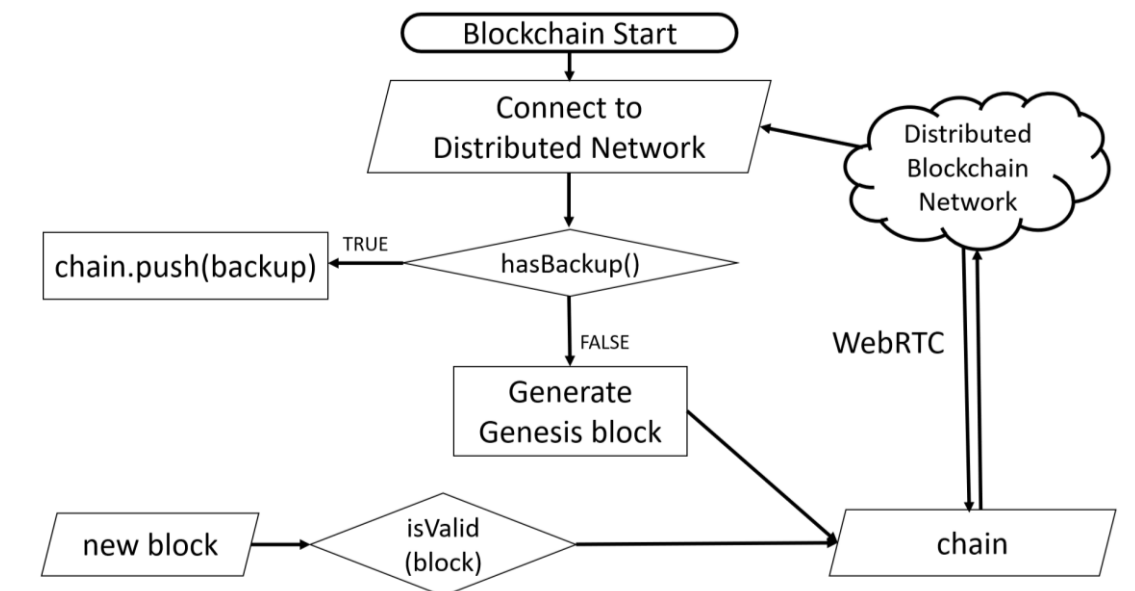 Blockchain Start
Connect to
Distributed Network
Distributed
Blockchain
Network
TRUE
chain.push(backup)
hasBackup()
FALSE
WebRTC
Generate
Genesis block
new block
isValid
(block)
chain